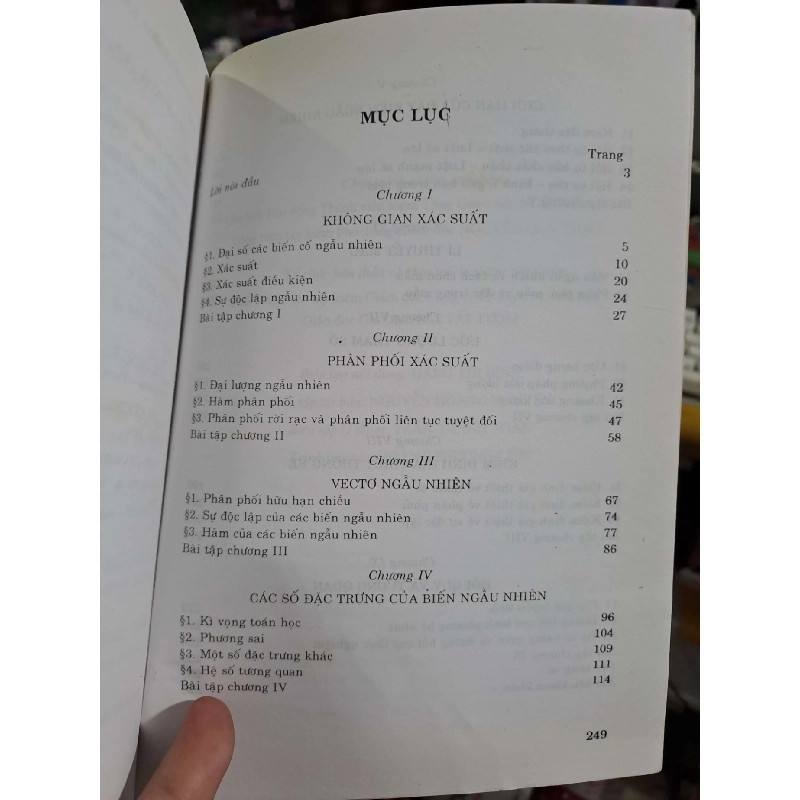 MỤC LỤC
Trang
Lời nói đầu 3
Chương I
KHÔNG GIAN XÁC SUẤT
§1. Đại số các biến cố ngẫu nhiên 5
§2. Xác suất 10
§3. Xác suất điều kiện 20
§4. Sự độc lập ngẫu nhiên 24
Bài tập chương I 27
Chương II
PHÂN PHỐI XÁC SUẤT
§1. Đại lượng ngẫu nhiên 42
§2. Hàm phân phối 45
§3. Phân phối rời rạc và phân phối liên tục tuyệt đối 47
Bài tập chương II 58
Chương III
VECTƠ NGẪU NHIÊN
§1. Phân phối hữu hạn chiều 67
§2. Sự độc lập của các biến ngẫu nhiên 74
§3. Hàm của các biến ngẫu nhiên 77
Bài tập chương III 86
Chương IV
CÁC SỐ ĐẶC TRƯNG CỦA BIẾN NGẪU NHIÊN
§1. Kì vọng toán học 96
§2. Phương sai 104
§3. Một số đặc trưng khác 109
§4. Hệ số tương quan 111
Bài tập chương IV 114
249